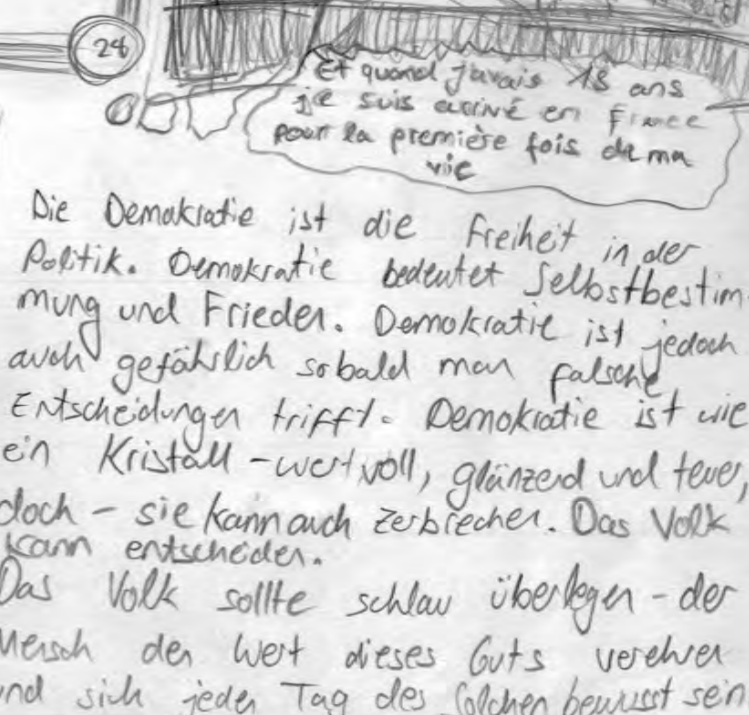 24
Et quand j'avais 18 ans
je suis arrivé en France
pour la première fois de ma
vie
Die Demokratie ist die Freiheit in der
Politik. Demokratie bedeutet Selbstbestim
mung und Frieden. Demokratie ist jedoch
auch gefährlich sobald man falsche
Entscheidungen trifft. Demokratie ist wie
ein Kristall - wertvoll, glänzend und teuer,
doch - sie kann auch zerbrechen. Das Volk
kann entscheiden.
Das Volk sollte schlau überlegen - der
Mensch den Wert dieses Guts verehren
und sich jeden Tag des Solchen bewusst sein